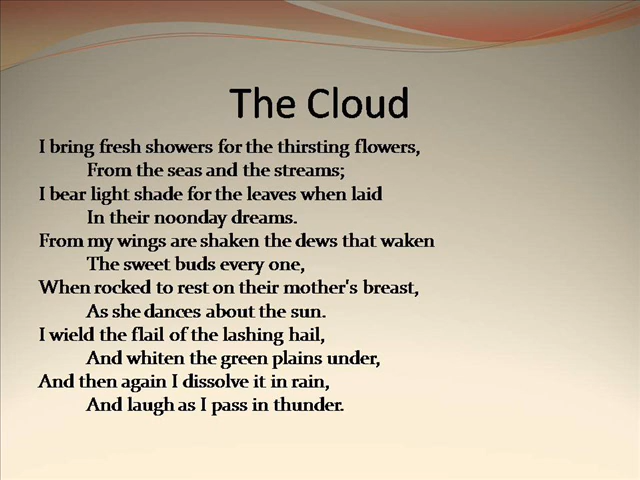 The Cloud
I bring fresh showers for the thirsting flowers,
From the seas and the streams;
I bear light shade for the leaves when laid
In their noonday dreams.
From my wings are shaken the dews that waken
The sweet buds every one,
When rocked to rest on their mother's breast,
As she dances about the sun.
I wield the flail of the lashing hail,
And whiten the green plains under,
And then again I dissolve it in rain,
And laugh as I pass in thunder.